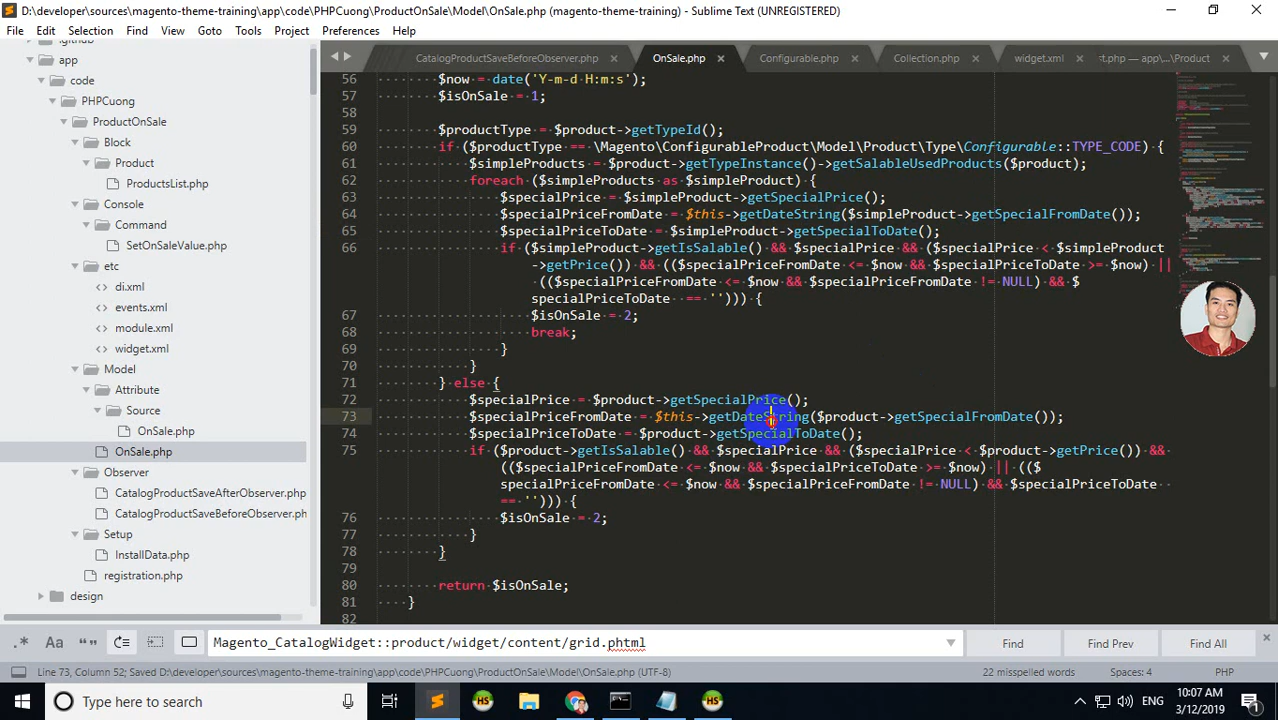 D:\developer\sources\magento-theme-training\app\code\PHPCuong\ProductOnSale\Model\OnSale.php (magento-theme-training) - Sublime Text (UNREGISTERED)
File Edit Selection Find View Goto Tools Project Preferences Help
.github
app
code
PHPCuong
ProductOnSale
Block
Product
ProductsList.php
Console
Command
SetOnSaleValue.php
etc
di.xml
events.xml
module.xml
widget.xml
Model
Attribute
Source
OnSale.php
OnSale.php
Observer
CatalogProductSaveAfterObserver.php
CatalogProductSaveBeforeObserver.php
Setup
InstallData.php
registration.php
design
CatalogProductSaveBeforeObserver.php OnSale.php Configurable.php Collection.php widget.xml t.php — app\...\Product
56 $now = date('Y-m-d H:m:s');
57 $isOnSale = 1;
58
59 $productType = $product->getTypeId();
60 if ($productType == \Magento\ConfigurableProduct\Model\Product\Type\Configurable::TYPE_CODE) {
61 $simpleProducts = $product->getTypeInstance()->getSalableUsedProducts($product);
62 foreach ($simpleProducts as $simpleProduct) {
63 $specialPrice = $simpleProduct->getSpecialPrice();
64 $specialPriceFromDate = $this->getDateString($simpleProduct->getSpecialFromDate());
65 $specialPriceToDate = $simpleProduct->getSpecialToDate();
66 if ($simpleProduct->getIsSalable() && $specialPrice && ($specialPrice < $simpleProduct
->getPrice()) && (($specialPriceFromDate <= $now && $specialPriceToDate >= $now) ||
(($specialPriceFromDate <= $now && $specialPriceFromDate != NULL) && $
specialPriceToDate == ''))) {
67 $isOnSale = 2;
68 break;
69 }
70 }
71 } else {
72 $specialPrice = $product->getSpecialPrice();
73 $specialPriceFromDate = $this->getDateString($product->getSpecialFromDate());
74 $specialPriceToDate = $product->getSpecialToDate();
75 if ($product->getIsSalable() && $specialPrice && ($specialPrice < $product->getPrice()) &&
(($specialPriceFromDate <= $now && $specialPriceToDate >= $now) || (($
specialPriceFromDate <= $now && $specialPriceFromDate != NULL) && $specialPriceToDate
== ''))) {
76 $isOnSale = 2;
77 }
78 }
79
80 return $isOnSale;
81 }
82
.* Aa “” Magento_CatalogWidget::product/widget/content/grid.phtml Find Find Prev Find All
Line 73, Column 52; Saved D:\developer\sources\magento-theme-training\app\code\PHPCuong\ProductOnSale\Model\OnSale.php (UTF-8) 22 misspelled words Spaces: 4 PHP
Type here to search HS HS ENG 10:07 AM
3/12/2019 1